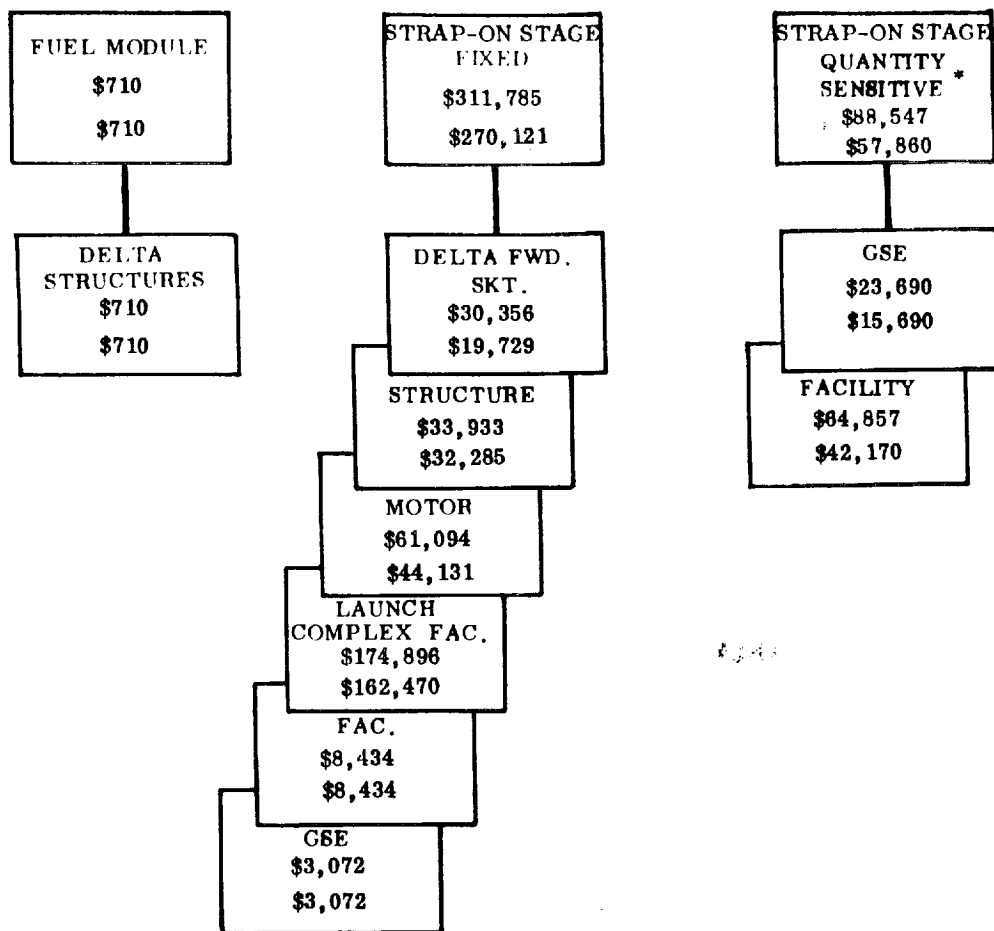 FUEL MODULE
$710
$710
DELTA
STRUCTURES
$710
$710
STRAP-ON STAGE
FIXED
$311,785
$270,121
DELTA FWD.
SKT.
$30,356
$19,729
STRUCTURE
$33,933
$32,285
MOTOR
$61,094
$44,131
LAUNCH
COMPLEX FAC.
$174,896
$162,470
FAC.
$8,434
$8,434
GSE
$3,072
$3,072
STRAP-ON STAGE
QUANTITY
SENSITIVE *
$88,547
$57,860
GSE
$23,690
$15,690
FACILITY
$64,857
$42,170